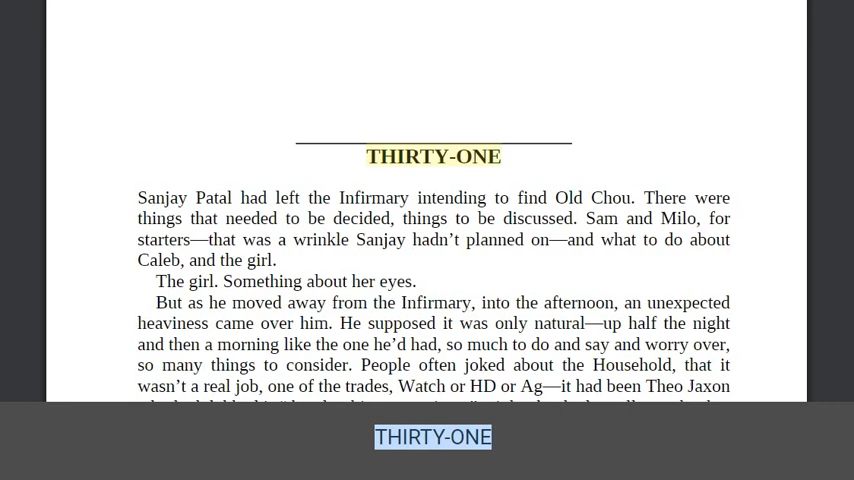 THIRTY-ONE
Sanjay Patal had left the Infirmary intending to find Old Chou. There were
things that needed to be decided, things to be discussed. Sam and Milo, for
starters—that was a wrinkle Sanjay hadn’t planned on—and what to do about
Caleb, and the girl.
The girl. Something about her eyes.
But as he moved away from the Infirmary, into the afternoon, an unexpected
heaviness came over him. He supposed it was only natural—up half the night
and then a morning like the one he’d had, so much to do and say and worry over,
so many things to consider. People often joked about the Household, that it
wasn’t a real job, one of the trades, Watch or HD or Ag—it had been Theo Jaxon
THIRTY-ONE